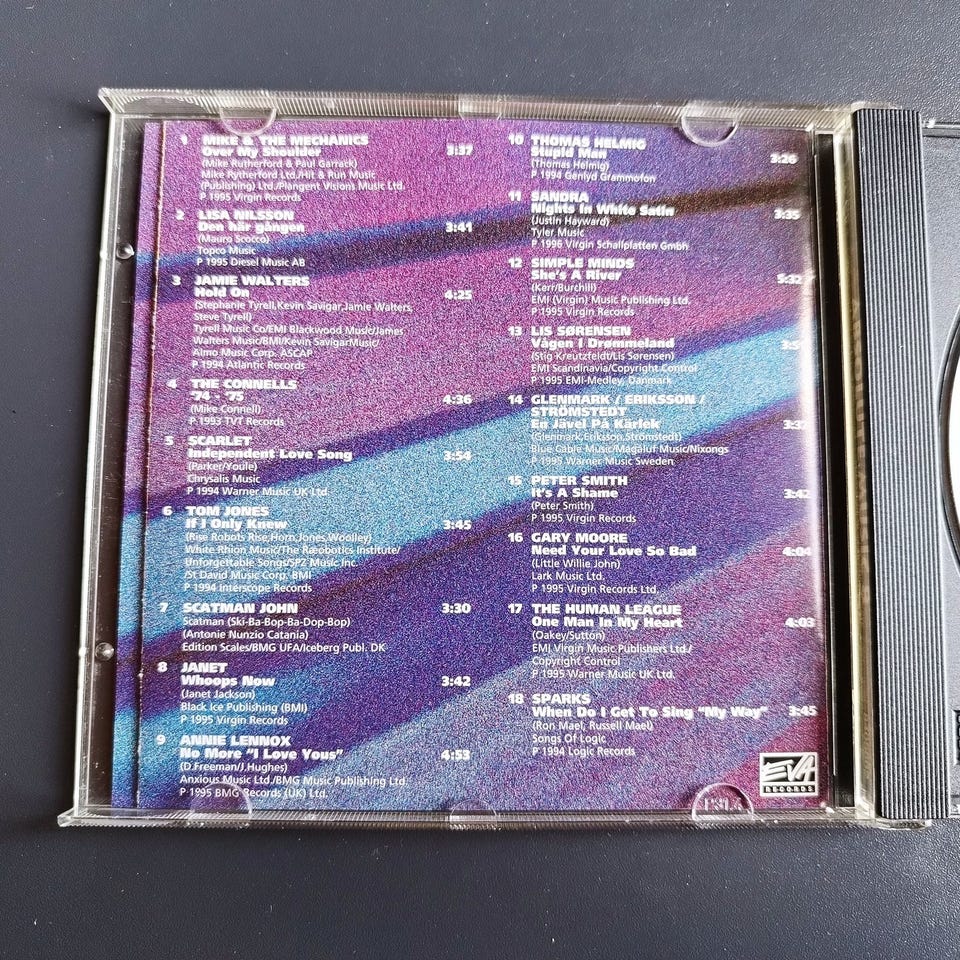 1 MIKE & THE MECHANICS
Over My Shoulder 3:37
(Mike Rutherford & Paul Garrack)
Mike Rytherford Ltd./Hit & Run Music
(Publishing) Ltd./Plangent Visions Music Ltd.
P 1995 Virgin Records
2 LISA NILSSON
Den här gången 3:41
(Mauro Scocco)
Topco Music
P 1995 Diesel Music AB
3 JAMIE WALTERS
Hold On 4:25
(Stephanie Tyrell,Kevin Savigar,Jamie Walters,
Steve Tyrell)
Tyrell Music Co/EMI Blackwood Music/James
Walters Music/BMI/Kevin SavigarMusic/
Almo Music Corp. ASCAP
P 1994 Atlantic Records
4 THE CONNELLS
'74 - '75 4:36
(Mike Connell)
P 1993 TVT Records
5 SCARLET
Independent Love Song 3:54
(Parker/Youle)
Chrysalis Music
P 1994 Warner Music UK Ltd
6 TOM JONES
If I Only Knew 3:45
(Rise Robots Rise,Horn,Jones,Woolley)
White Rhion Music/The Ræobotics Institute/
Unforgettable Songs/SPZ Music Inc.
/St David Music Corp. BMI
P 1994 Interscope Records
7 SCATMAN JOHN 3:30
Scatman (Ski-Ba-Bop-Ba-Dop-Bop)
(Antonie Nunzio Catania)
Edition Scales/BMG UFA/Iceberg Publ. DK
8 JANET
Whoops Now 3:42
(Janet Jackson)
Black Ice Publishing (BMI)
P 1995 Virgin Records
9 ANNIE LENNOX
No More "I Love Yous" 4:53
(D.Freeman/J.Hughes)
Anxious Music Ltd./BMG Music Publishing Ltd.
P 1995 BMG Records (UK) Ltd.
10 THOMAS HELMIG
Stupid Man 3:26
(Thomas Helmig)
P 1994 Genlyd Grammofon
11 SANDRA
Nights In White Satin 3:35
(Justin Hayward)
Tyler Music
P 1996 Virgin Schallplatten Gmbh
12 SIMPLE MINDS
She's A River 5:32
(Kerr/Burchill)
EMI (Virgin) Music Publishing Ltd.
P 1995 Virgin Records
13 LIS SØRENSEN
Vågen I Drømmeland
(Stig Kreutzfeldt/Lis Sørensen)
EMI Scandinavia/Copyright Control
P 1995 EMI-Medley, Danmark
14 GLENMARK / ERIKSSON /
STRÖMSTEDT
En Jävel På Kärlek
(Glenmark,Eriksson,Strömstedt)
Blue Cable Music/Magaluf Music/Nixongs
P 1995 Warner Music Sweden
15 PETER SMITH
It's A Shame 3:42
(Peter Smith)
P 1995 Virgin Records
16 GARY MOORE
Need Your Love So Bad 4:04
(Little Willie John)
Lark Music Ltd.
P 1995 Virgin Records Ltd.
17 THE HUMAN LEAGUE
One Man In My Heart 4:03
(Oakey/Sutton)
EMI Virgin Music Publishers Ltd./
Copyright Control
P 1995 Warner Music UK Ltd.
18 SPARKS
When Do I Get To Sing "My Way" 3:45
(Ron Mael, Russell Mael)
Songs Of Logic
P 1994 Logic Records
EVA
RECORDS